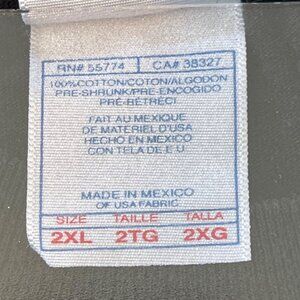 RN# 55774 CA# 38327
100%COTTON/COTON/ALGODON
PRE-SHRUNK/PRE-ENCOGIDO
PRÉ-RÉTRÉCI
FAIT AU MEXIQUE
DE MATERIEL D'USA
HECHO EN MEXICO
CON TELA DE E U
MADE IN MEXICO
OF USA FABRIC
SIZE TAILLE TALLA
2XL 2TG 2XG